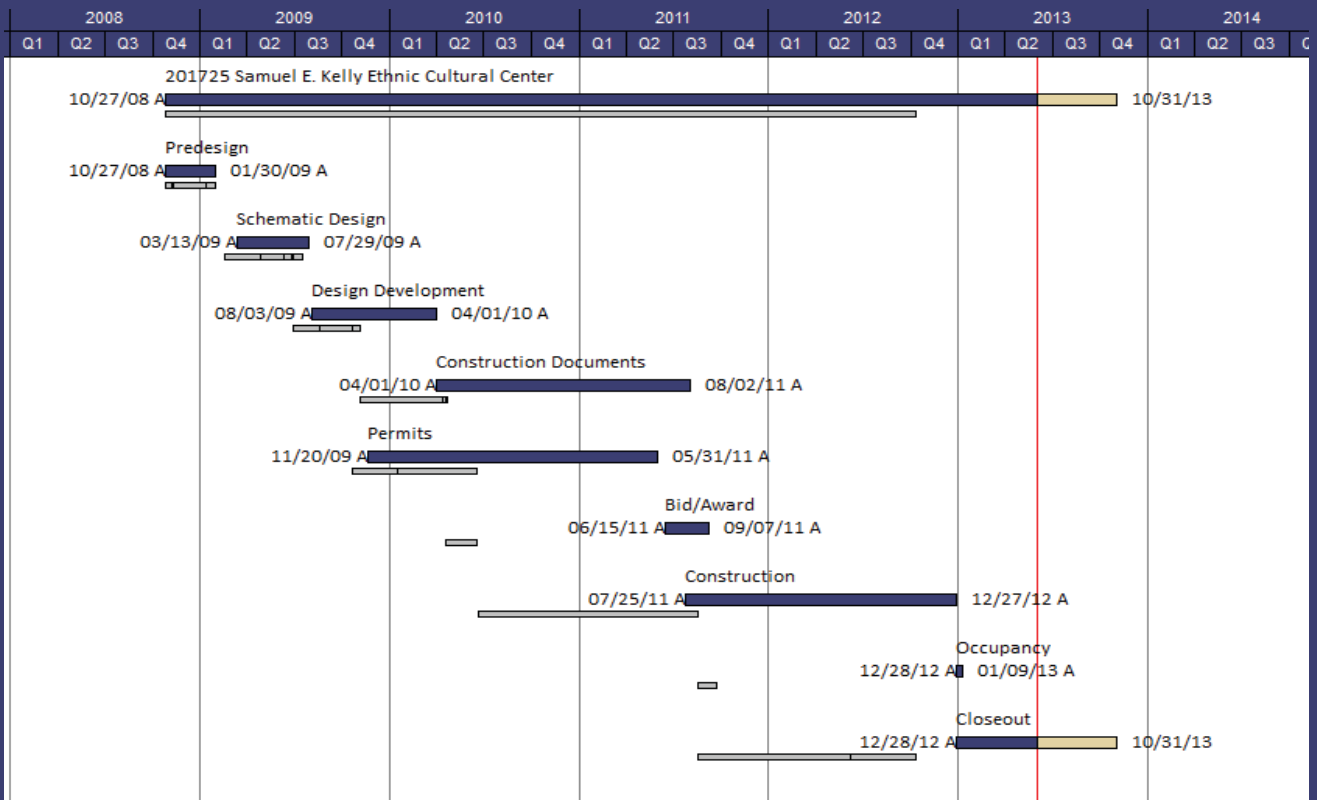 2008 2009 2010 2011 2012 2013 2014
Q1 Q2 Q3 Q4 Q1 Q2 Q3 Q4 Q1 Q2 Q3 Q4 Q1 Q2 Q3 Q4 Q1 Q2 Q3 Q4 Q1 Q2 Q3 Q4 Q1 Q2 Q3
201725 Samuel E. Kelly Ethnic Cultural Center
10/27/08 A 10/31/13
Predesign
10/27/08 A 01/30/09 A
Schematic Design
03/13/09 A 07/29/09 A
Design Development
08/03/09 A 04/01/10 A
Construction Documents
04/01/10 A 08/02/11 A
Permits
11/20/09 A 05/31/11 A
Bid/Award
06/15/11 A 09/07/11 A
Construction
07/25/11 A 12/27/12 A
Occupancy
12/28/12 A 01/09/13 A
Closeout
12/28/12 A 10/31/13